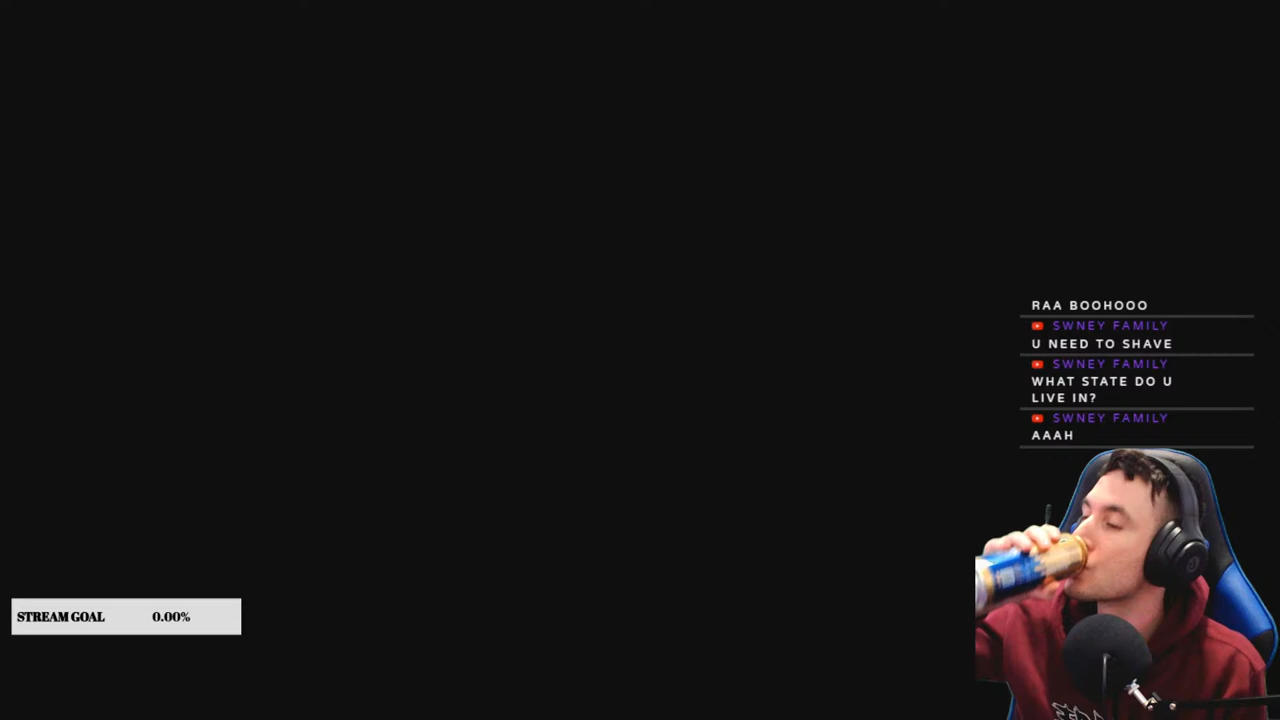 RAA BOOHOOO
SWNEY FAMILY
U NEED TO SHAVE
SWNEY FAMILY
WHAT STATE DO U
LIVE IN?
SWNEY FAMILY
AAAH
STREAM GOAL 0.00%